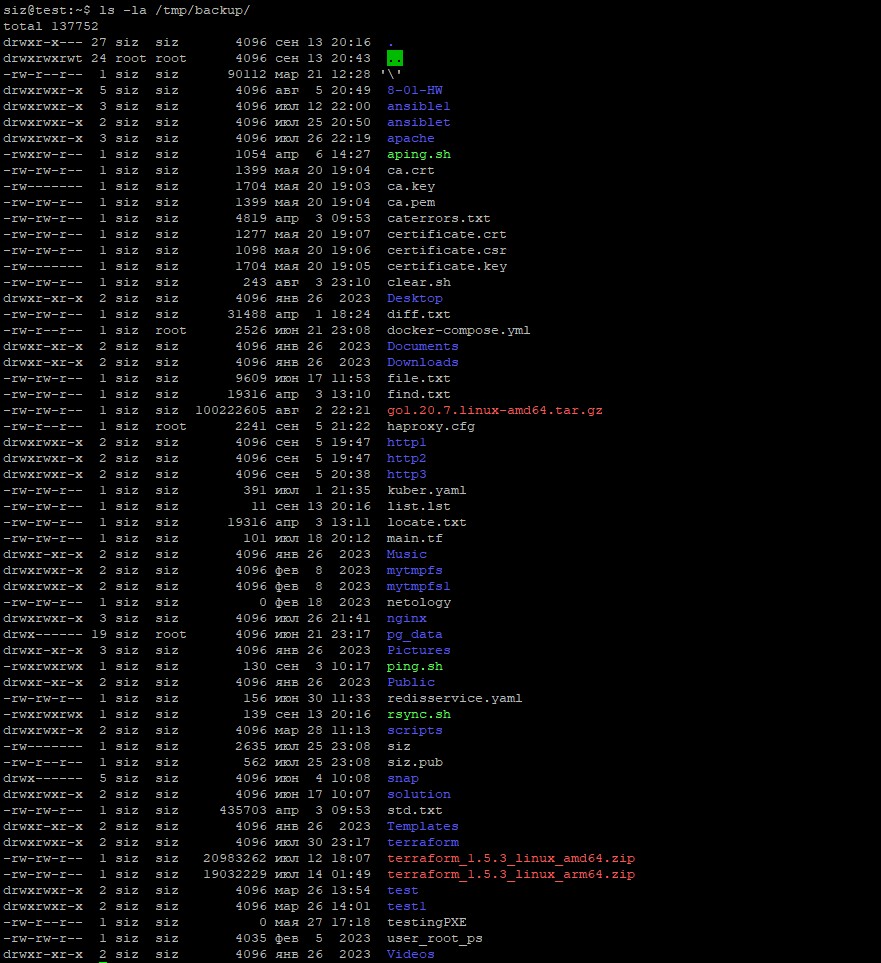 siz@test:~$ ls -la /tmp/backup/
total 137752
drwxr-x--- 27 siz  siz       4096 сен 13 20:16  .
drwxrwxrwt 24 root root      4096 сен 13 20:43  ..
-rw-r--r--  1 siz  siz      90112 мар 21 12:28 '\'
drwxrwxr-x  5 siz  siz       4096 авг  5 20:49  8-01-HW
drwxrwxr-x  3 siz  siz       4096 июл 12 22:00  ansible1
drwxrwxr-x  2 siz  siz       4096 июл 25 20:50  ansiblet
drwxrwxr-x  3 siz  siz       4096 июл 26 22:19  apache
-rwxrw-r--  1 siz  siz       1054 апр  6 14:27  aping.sh
-rw-rw-r--  1 siz  siz       1399 мая 20 19:04  ca.crt
-rw-------  1 siz  siz       1704 мая 20 19:03  ca.key
-rw-rw-r--  1 siz  siz       1399 мая 20 19:04  ca.pem
-rw-rw-r--  1 siz  siz       4819 апр  3 09:53  caterrors.txt
-rw-rw-r--  1 siz  siz       1277 мая 20 19:07  certificate.crt
-rw-rw-r--  1 siz  siz       1098 мая 20 19:06  certificate.csr
-rw-------  1 siz  siz       1704 мая 20 19:05  certificate.key
-rw-rw-r--  1 siz  siz        243 авг  3 23:10  clear.sh
drwxr-xr-x  2 siz  siz       4096 янв 26  2023  Desktop
-rw-rw-r--  1 siz  siz      31488 апр  1 18:24  diff.txt
-rw-r--r--  1 siz  root      2526 июн 21 23:08  docker-compose.yml
drwxr-xr-x  2 siz  siz       4096 янв 26  2023  Documents
drwxr-xr-x  2 siz  siz       4096 янв 26  2023  Downloads
-rw-rw-r--  1 siz  siz       9609 июн 17 11:53  file.txt
-rw-rw-r--  1 siz  siz      19316 апр  3 13:10  find.txt
-rw-rw-r--  1 siz  siz  100222605 авг  2 22:21  go1.20.7.linux-amd64.tar.gz
-rw-r--r--  1 siz  root      2241 сен  5 21:22  haproxy.cfg
drwxrwxr-x  2 siz  siz       4096 сен  5 19:47  http1
drwxrwxr-x  2 siz  siz       4096 сен  5 19:47  http2
drwxrwxr-x  2 siz  siz       4096 сен  5 20:38  http3
-rw-rw-r--  1 siz  siz        391 июл  1 21:35  kuber.yaml
-rw-rw-r--  1 siz  siz         11 сен 13 20:16  list.lst
-rw-rw-r--  1 siz  siz      19316 апр  3 13:11  locate.txt
-rw-rw-r--  1 siz  siz        101 июл 18 20:12  main.tf
drwxr-xr-x  2 siz  siz       4096 янв 26  2023  Music
drwxrwxr-x  2 siz  siz       4096 фев  8  2023  mytmpfs
drwxrwxr-x  2 siz  siz       4096 фев  8  2023  mytmpfs1
-rw-rw-r--  1 siz  siz          0 фев 18  2023  netology
drwxrwxr-x  3 siz  siz       4096 июл 26 21:41  nginx
drwx------ 19 siz  root      4096 июн 21 23:17  pg_data
drwxr-xr-x  3 siz  siz       4096 янв 26  2023  Pictures
-rwxrwxrwx  1 siz  siz        130 сен  3 10:17  ping.sh
drwxr-xr-x  2 siz  siz       4096 янв 26  2023  Public
-rw-rw-r--  1 siz  siz        156 июн 30 11:33  redisservice.yaml
-rwxrwxrwx  1 siz  siz        139 сен 13 20:16  rsync.sh
drwxrwxr-x  2 siz  siz       4096 мар 28 11:13  scripts
-rw-------  1 siz  siz       2635 июл 25 23:08  siz
-rw-r--r--  1 siz  siz        562 июл 25 23:08  siz.pub
drwx------  5 siz  siz       4096 июн  4 10:08  snap
drwxrwxr-x  2 siz  siz       4096 июн 17 10:07  solution
-rw-rw-r--  1 siz  siz     435703 апр  3 09:53  std.txt
drwxr-xr-x  2 siz  siz       4096 янв 26  2023  Templates
drwxrwxr-x  2 siz  siz       4096 июл 30 23:17  terraform
-rw-rw-r--  1 siz  siz   20983262 июл 12 18:07  terraform_1.5.3_linux_amd64.zip
-rw-rw-r--  1 siz  siz   19032229 июл 14 01:49  terraform_1.5.3_linux_arm64.zip
drwxrwxr-x  2 siz  siz       4096 мар 26 13:54  test
drwxrwxr-x  2 siz  siz       4096 мар 26 14:01  test1
-rw-r--r--  1 siz  siz          0 мая 27 17:18  testingPXE
-rw-rw-r--  1 siz  siz       4035 фев  5  2023  user_root_ps
drwxr-xr-x  2 siz  siz       4096 янв 26  2023  Videos